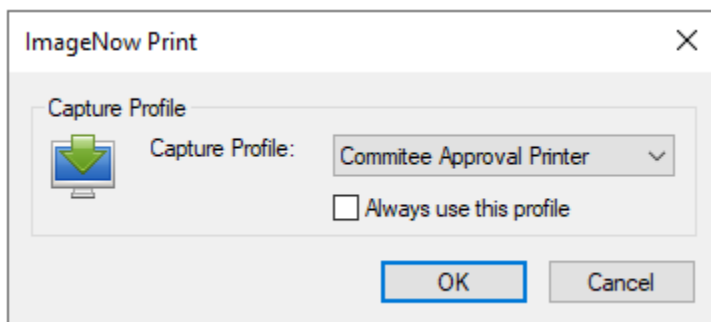 ImageNow Print
Capture Profile
Capture Profile: Commitee Approval Printer
Always use this profile
OK Cancel